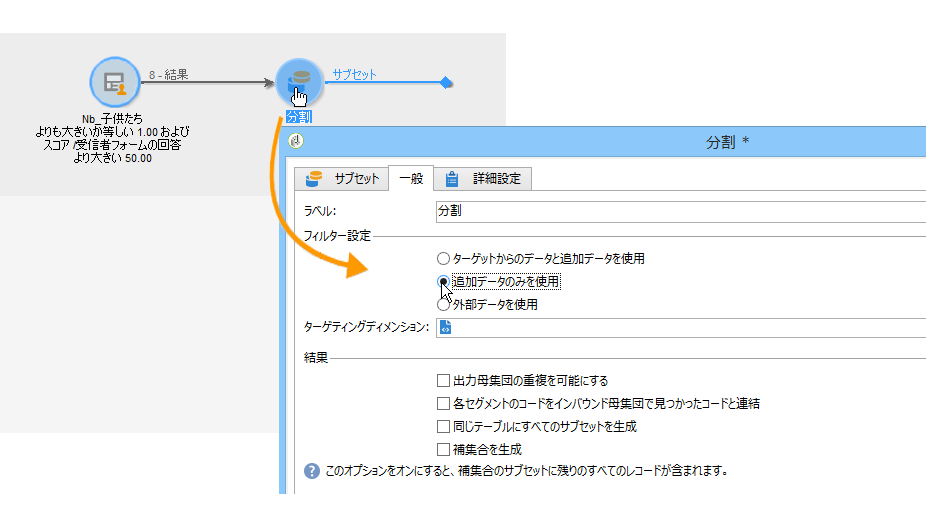 8 - 結果
サブセット
Nb_子供たち
よりも大きいか等しい 1.00 および
スコア /受信者フォームの回答
より大きい 50.00
分割
分割 *
サブセット
一般
詳細設定
ラベル:
分割
フィルター設定
ターゲットからのデータと追加データを使用
追加データのみを使用
外部データを使用
ターゲティングディメンション:
結果
出力母集団の重複を可能にする
各セグメントのコードをインバウンド母集団で見つかったコードと連結
同じテーブルにすべてのサブセットを生成
補集合を生成
このオプションをオンにすると、補集合のサブセットに残りのすべてのレコードが含まれます。